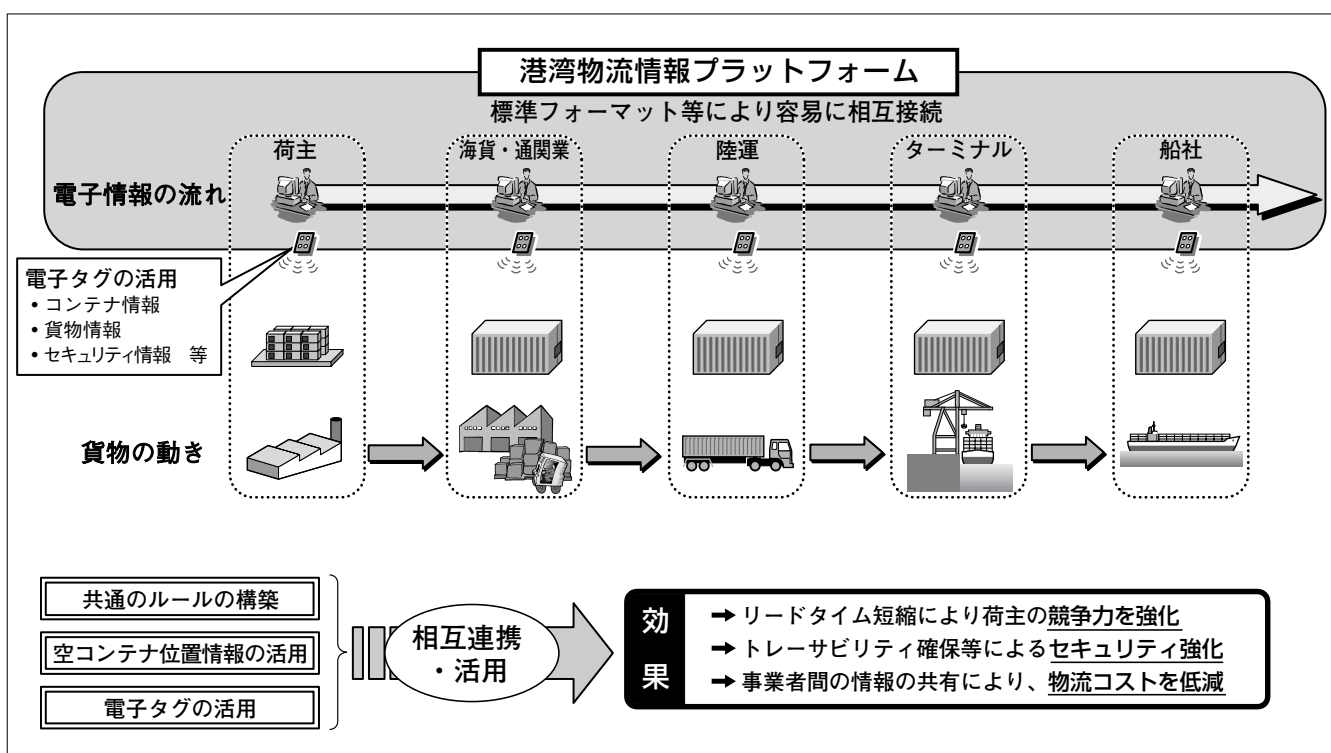 港湾物流情報プラットフォーム
標準フォーマット等により容易に相互接続
荷主
海貨・通関業
陸運
ターミナル
船社
電子情報の流れ
電子タグの活用
• コンテナ情報
• 貨物情報
• セキュリティ情報 等
貨物の動き
共通のルールの構築
空コンテナ位置情報の活用
電子タグの活用
相互連携
・活用
効果
➡ リードタイム短縮により荷主の競争力を強化
➡ トレーサビリティ確保等によるセキュリティ強化
➡ 事業者間の情報の共有により、物流コストを低減